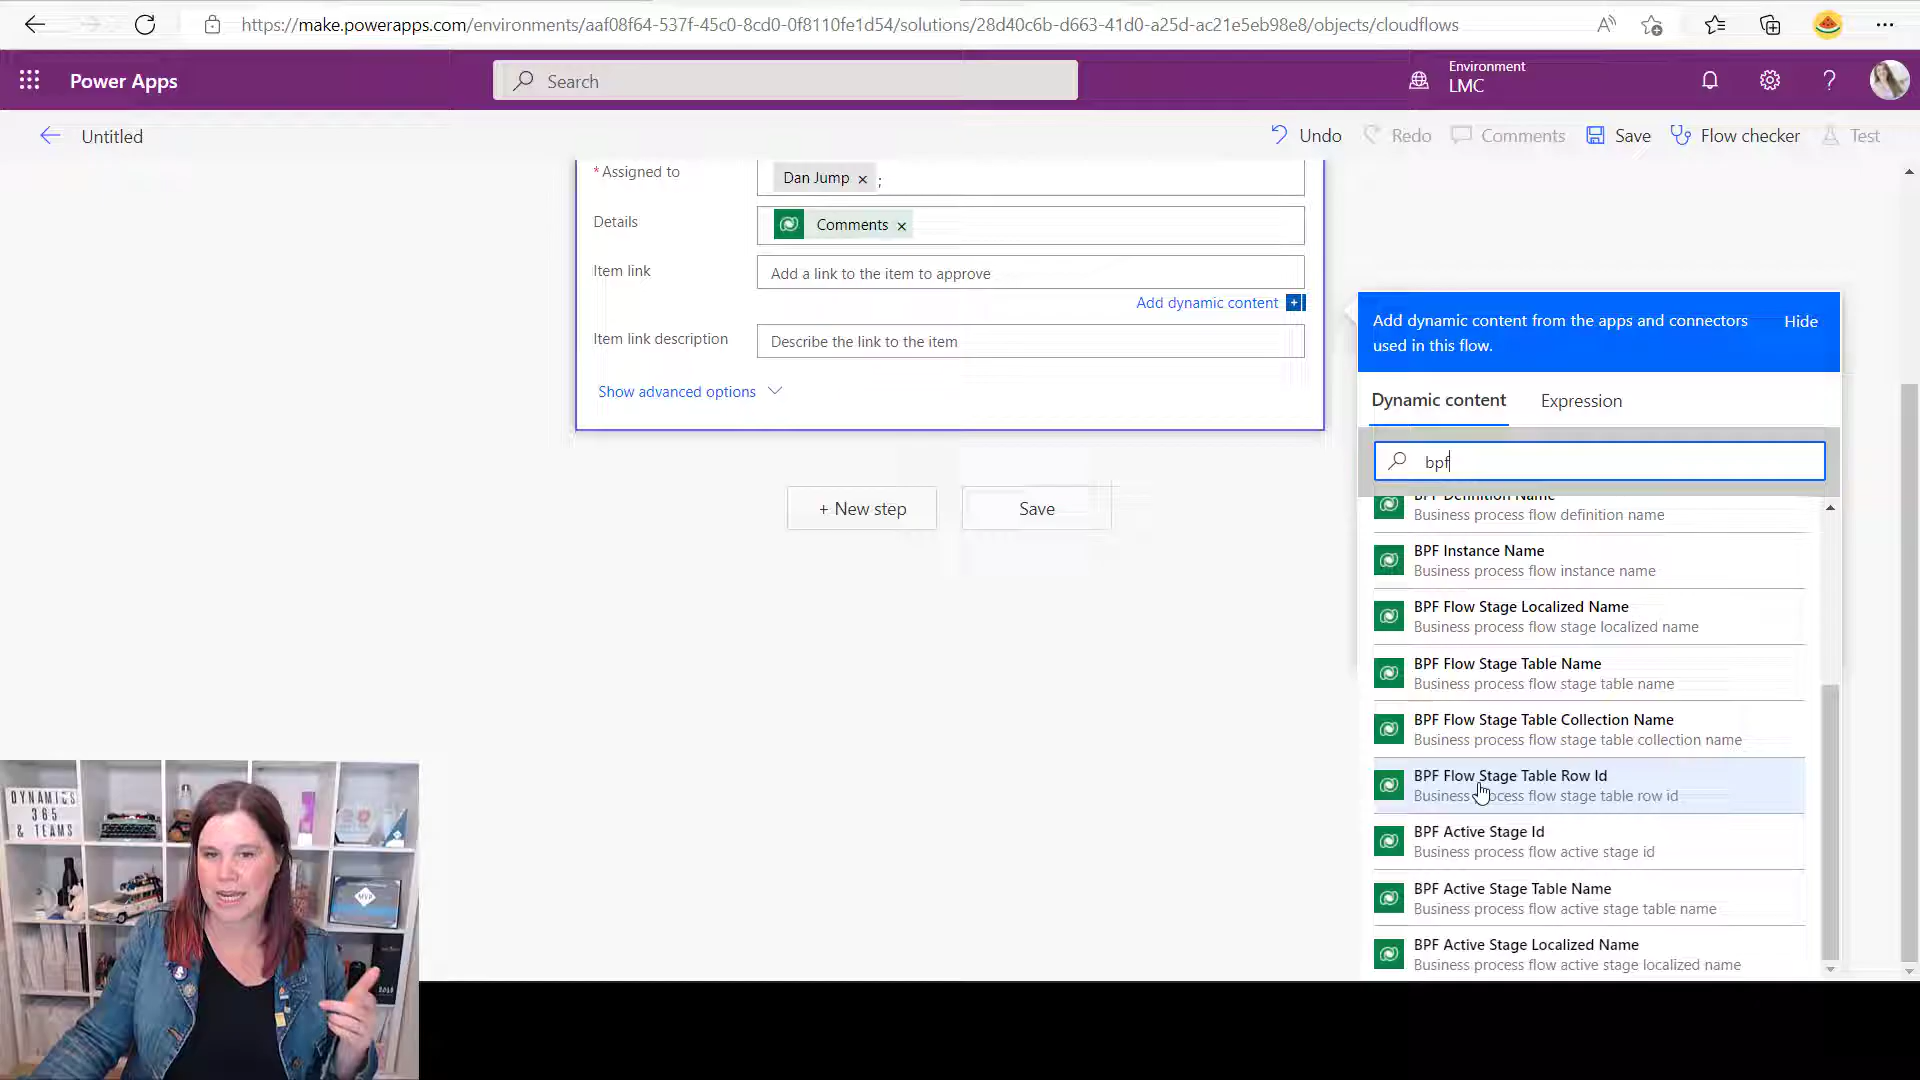 https://make.powerapps.com/environments/aaf08f64-537f-45c0-8cd0-0f8110fe1d54/solutions/28d40c6b-d663-41d0-a25d-ac21e5eb98e8/objects/cloudflows
Power Apps
Search
Environment
LMC
Untitled
Undo
Redo
Comments
Save
Flow checker
Test
*Assigned to
Dan Jump × ;
Details
Comments ×
Item link
Add a link to the item to approve
Add dynamic content
Item link description
Describe the link to the item
Show advanced options
+ New step
Save
Add dynamic content from the apps and connectors
used in this flow.
Hide
Dynamic content
Expression
bpf
BPF Definition Name
Business process flow definition name
BPF Instance Name
Business process flow instance name
BPF Flow Stage Localized Name
Business process flow stage localized name
BPF Flow Stage Table Name
Business process flow stage table name
BPF Flow Stage Table Collection Name
Business process flow stage table collection name
BPF Flow Stage Table Row Id
Business process flow stage table row id
BPF Active Stage Id
Business process flow active stage id
BPF Active Stage Table Name
Business process flow active stage table name
BPF Active Stage Localized Name
Business process flow active stage localized name
DYNAMICS
365
& TEAMS
MVP